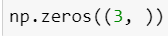 np.zeros((3, ))